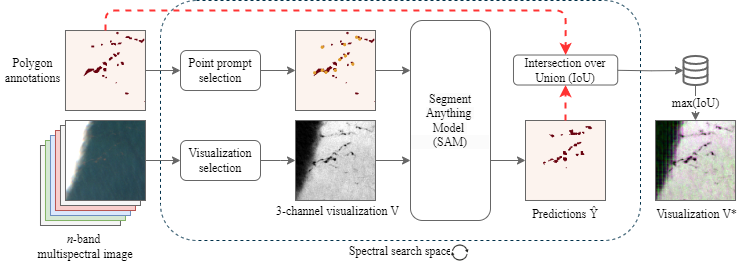 Polygon
annotations
Point prompt
selection
Intersection over
Union (IoU)
max(IoU)
Segment
Anything
Model
(SAM)
Visualization
selection
3-channel visualization V
Predictions Ŷ
Visualization V*
n-band
multispectral image
Spectral search space